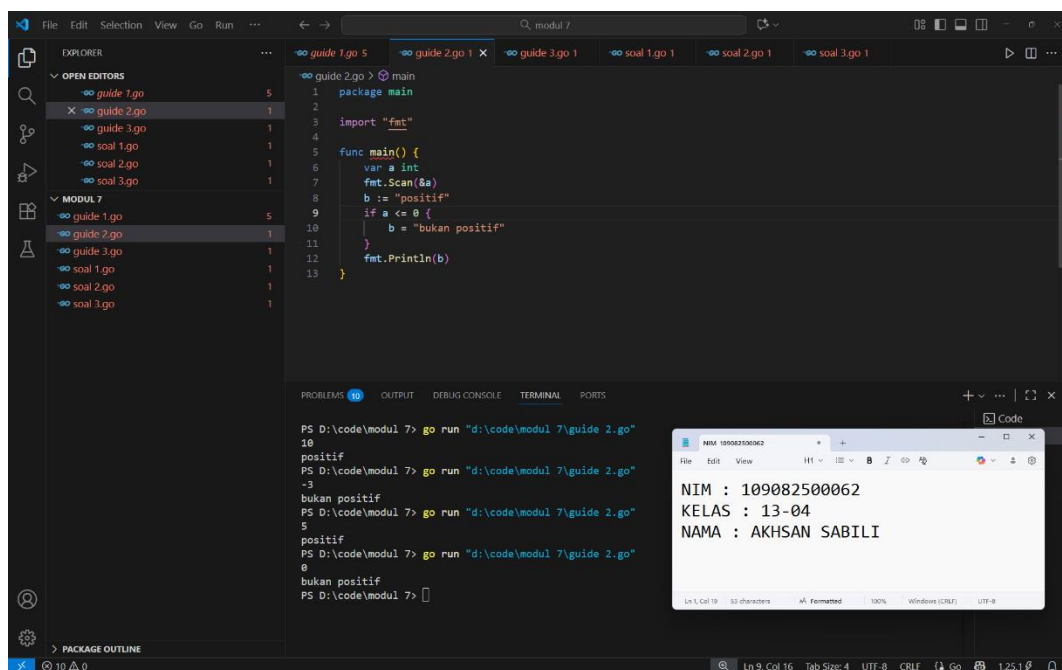 File Edit Selection View Go Run ... modul 7
EXPLORER
OPEN EDITORS
guide 1.go 5
guide 2.go 1
guide 3.go 1
soal 1.go 1
soal 2.go 1
soal 3.go 1
MODUL 7
guide 1.go 5
guide 2.go 1
guide 3.go 1
soal 1.go 1
soal 2.go 1
soal 3.go 1
PACKAGE OUTLINE
guide 1.go 5 guide 2.go 1 guide 3.go 1 soal 1.go 1 soal 2.go 1 soal 3.go 1
guide 2.go > main
1 package main
2
3 import "fmt"
4
5 func main() {
6 var a int
7 fmt.Scan(&a)
8 b := "positif"
9 if a <= 0 {
10 b = "bukan positif"
11 }
12 fmt.Println(b)
13 }
PROBLEMS 10 OUTPUT DEBUG CONSOLE TERMINAL PORTS
Code
PS D:\code\modul 7> go run "d:\code\modul 7\guide 2.go"
10
positif
PS D:\code\modul 7> go run "d:\code\modul 7\guide 2.go"
-3
bukan positif
PS D:\code\modul 7> go run "d:\code\modul 7\guide 2.go"
5
positif
PS D:\code\modul 7> go run "d:\code\modul 7\guide 2.go"
0
bukan positif
PS D:\code\modul 7>
NIM 109082500062
File Edit View H1 B I
NIM : 109082500062
KELAS : 13-04
NAMA : AKHSAN SABILI
Ln 1, Col 19 53 characters Formatted 100% Windows (CRLF) UTF-8
10 0 Ln 9, Col 16 Tab Size: 4 UTF-8 CRLF Go 1.25.1